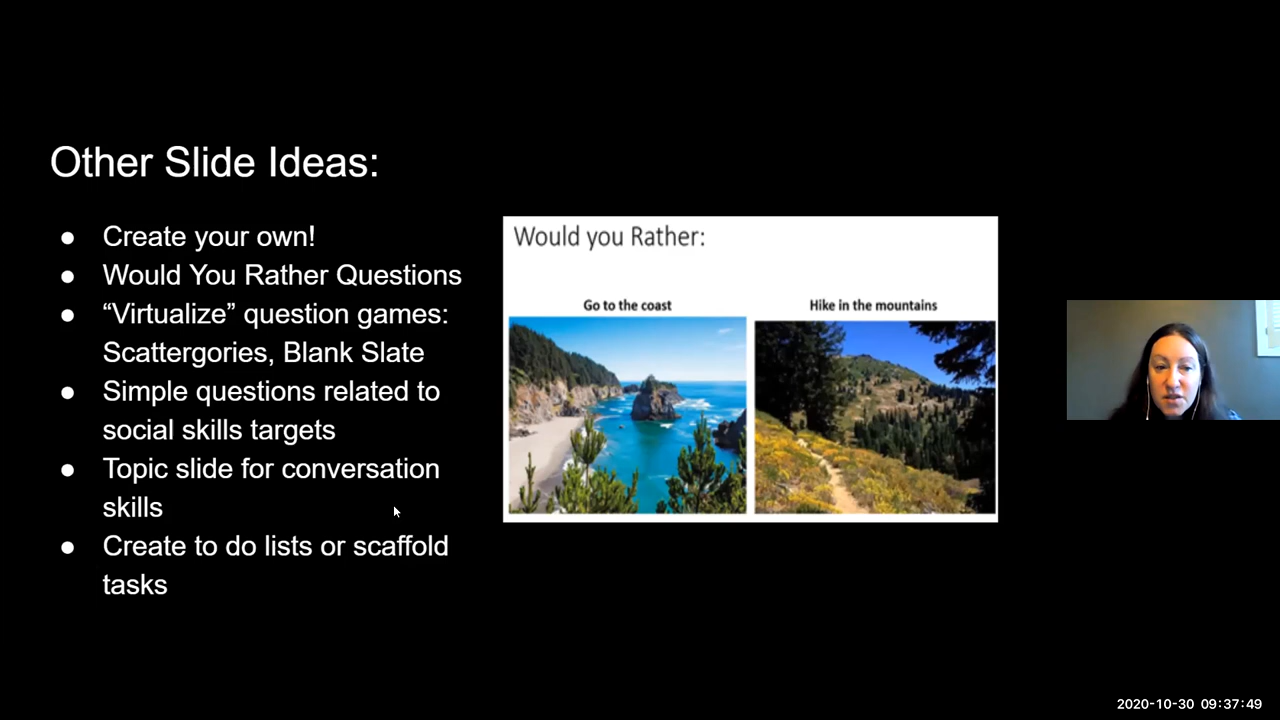 Other Slide Ideas:
● Create your own!
● Would You Rather Questions
● “Virtualize” question games:
Scattergories, Blank Slate
● Simple questions related to
social skills targets
● Topic slide for conversation
skills
● Create to do lists or scaffold
tasks
Would you Rather:
Go to the coast
Hike in the mountains
2020-10-30 09:37:49